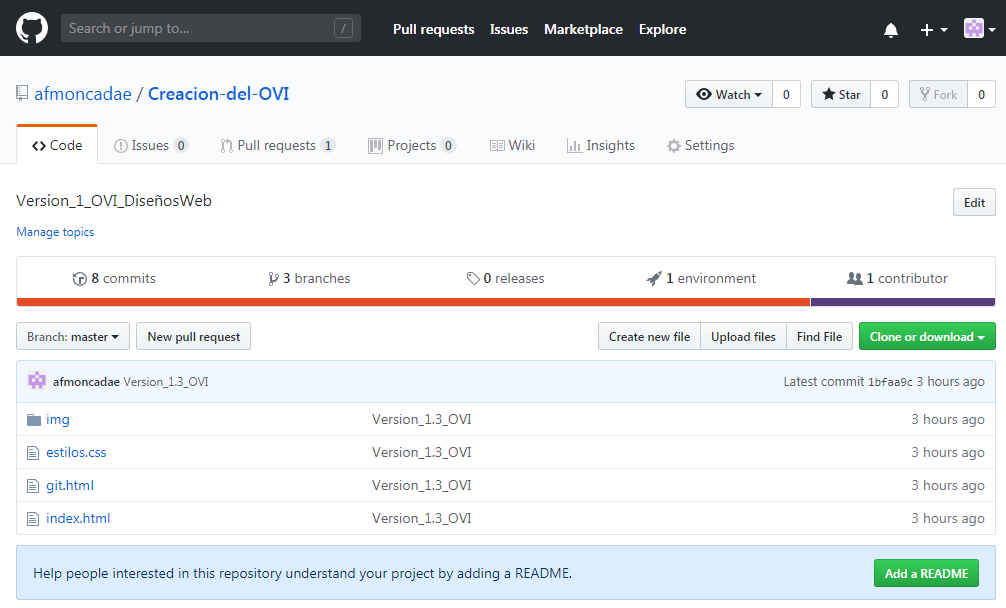 Search or jump to... / Pull requests Issues Marketplace Explore
afmoncadae / Creacion-del-OVI Watch 0 Star 0 Fork 0
Code Issues 0 Pull requests 1 Projects 0 Wiki Insights Settings
Version_1_OVI_DiseñosWeb Edit
Manage topics
8 commits 3 branches 0 releases 1 environment 1 contributor
Branch: master New pull request Create new file Upload files Find File Clone or download
afmoncadae Version_1.3_OVI Latest commit 1bfaa9c 3 hours ago
img Version_1.3_OVI 3 hours ago
estilos.css Version_1.3_OVI 3 hours ago
git.html Version_1.3_OVI 3 hours ago
index.html Version_1.3_OVI 3 hours ago
Help people interested in this repository understand your project by adding a README. Add a README